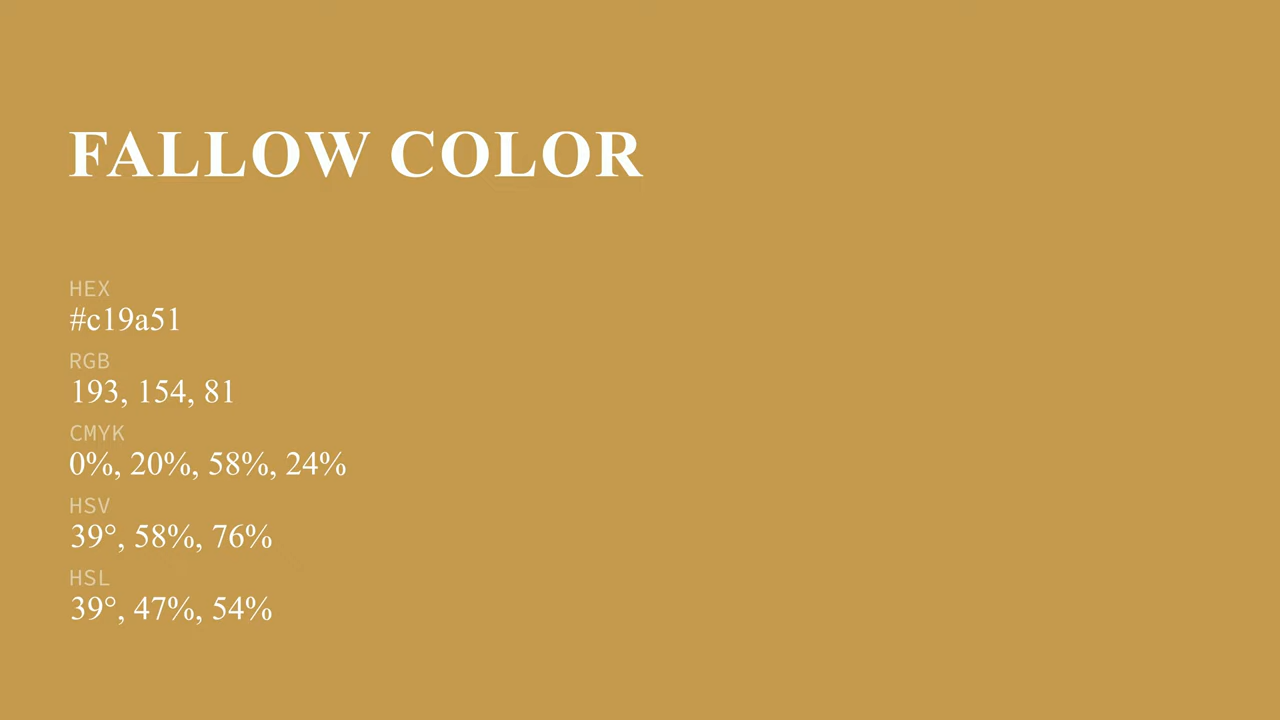 FALLOW COLOR
HEX
#c19a51
RGB
193, 154, 81
CMYK
0%, 20%, 58%, 24%
HSV
39°, 58%, 76%
HSL
39°, 47%, 54%